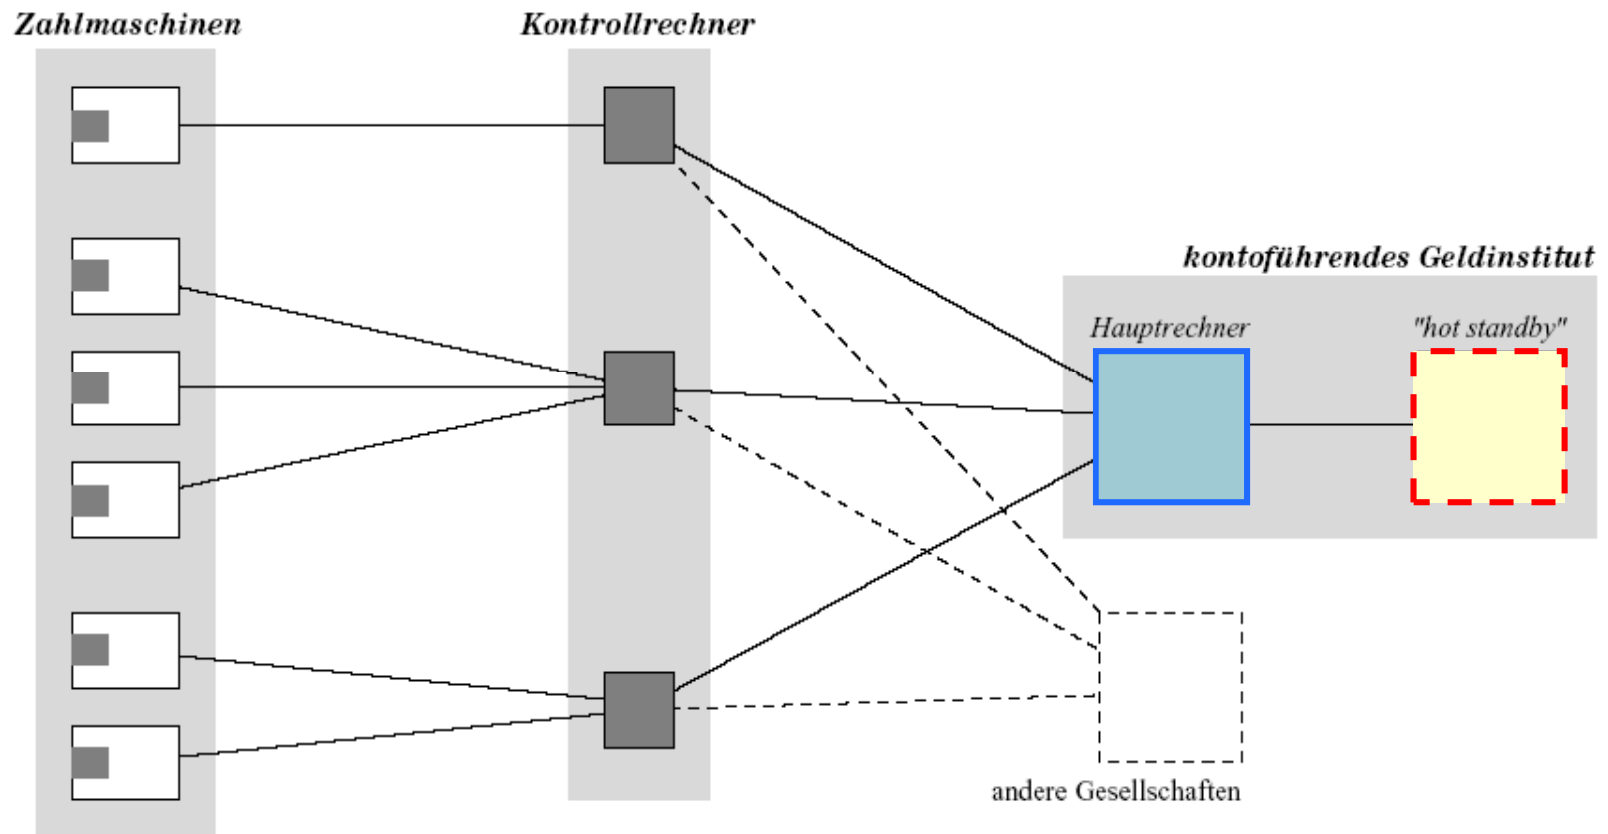 Zahlmaschinen
Kontrollrechner
kontoführendes Geldinstitut
Hauptrechner
"hot standby"
andere Gesellschaften